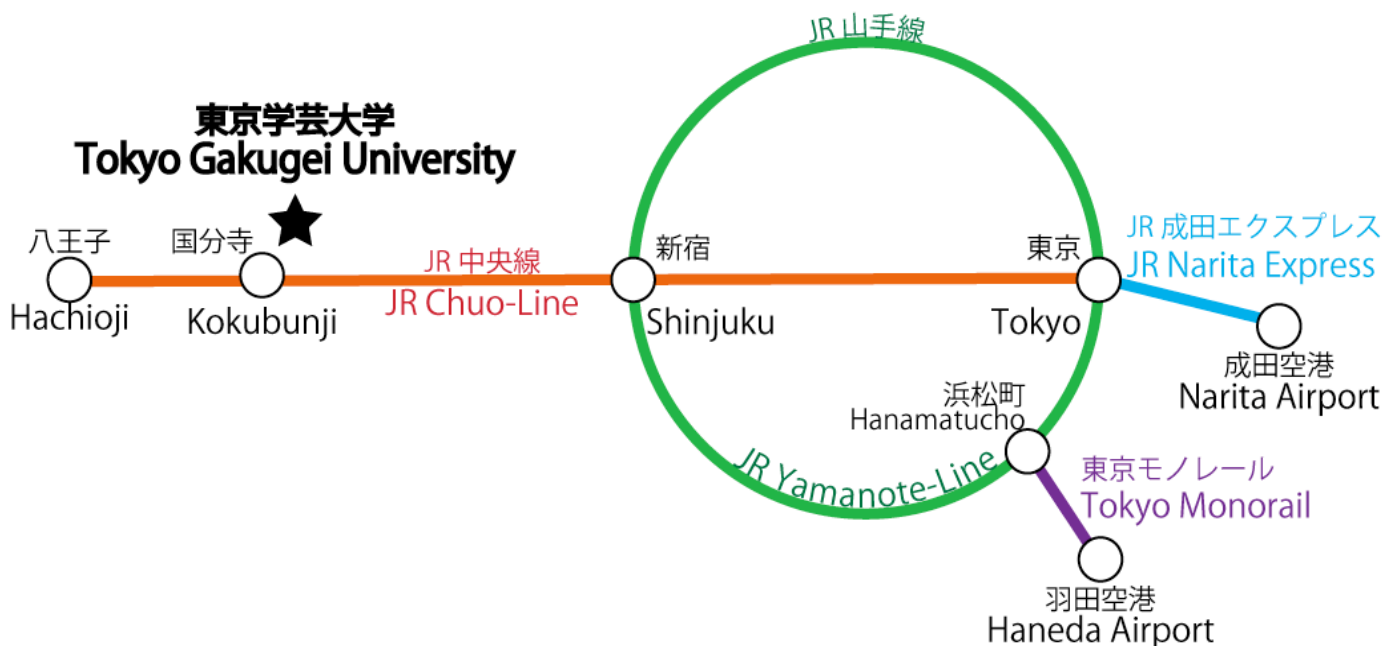 JR 山手線
東京学芸大学
Tokyo Gakugei University
八王子
Hachioji
国分寺
Kokubunji
JR 中央線
JR Chuo-Line
新宿
Shinjuku
東京
Tokyo
JR 成田エクスプレス
JR Narita Express
成田空港
Narita Airport
浜松町
Hanamatucho
JR Yamanote-Line
東京モノレール
Tokyo Monorail
羽田空港
Haneda Airport